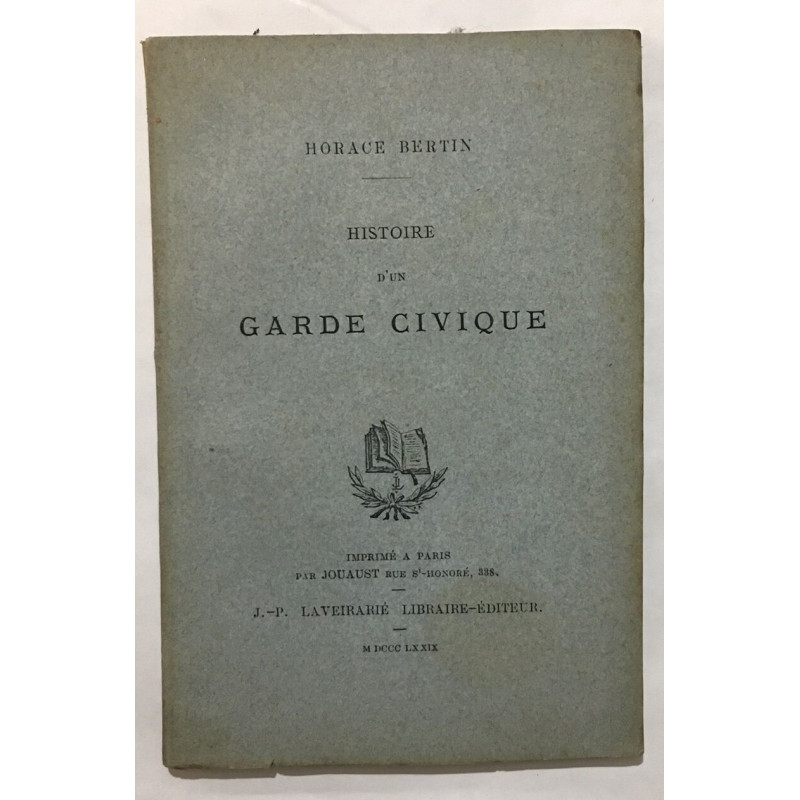 HORACE BERTIN
HISTOIRE
D'UN
GARDE CIVIQUE
IMPRIMÉ A PARIS
PAR JOUAUST RUE St-HONORÉ, 338.
J.-P. LAVEIRARIÉ LIBRAIRE-ÉDITEUR.
M DCCC LXXIX